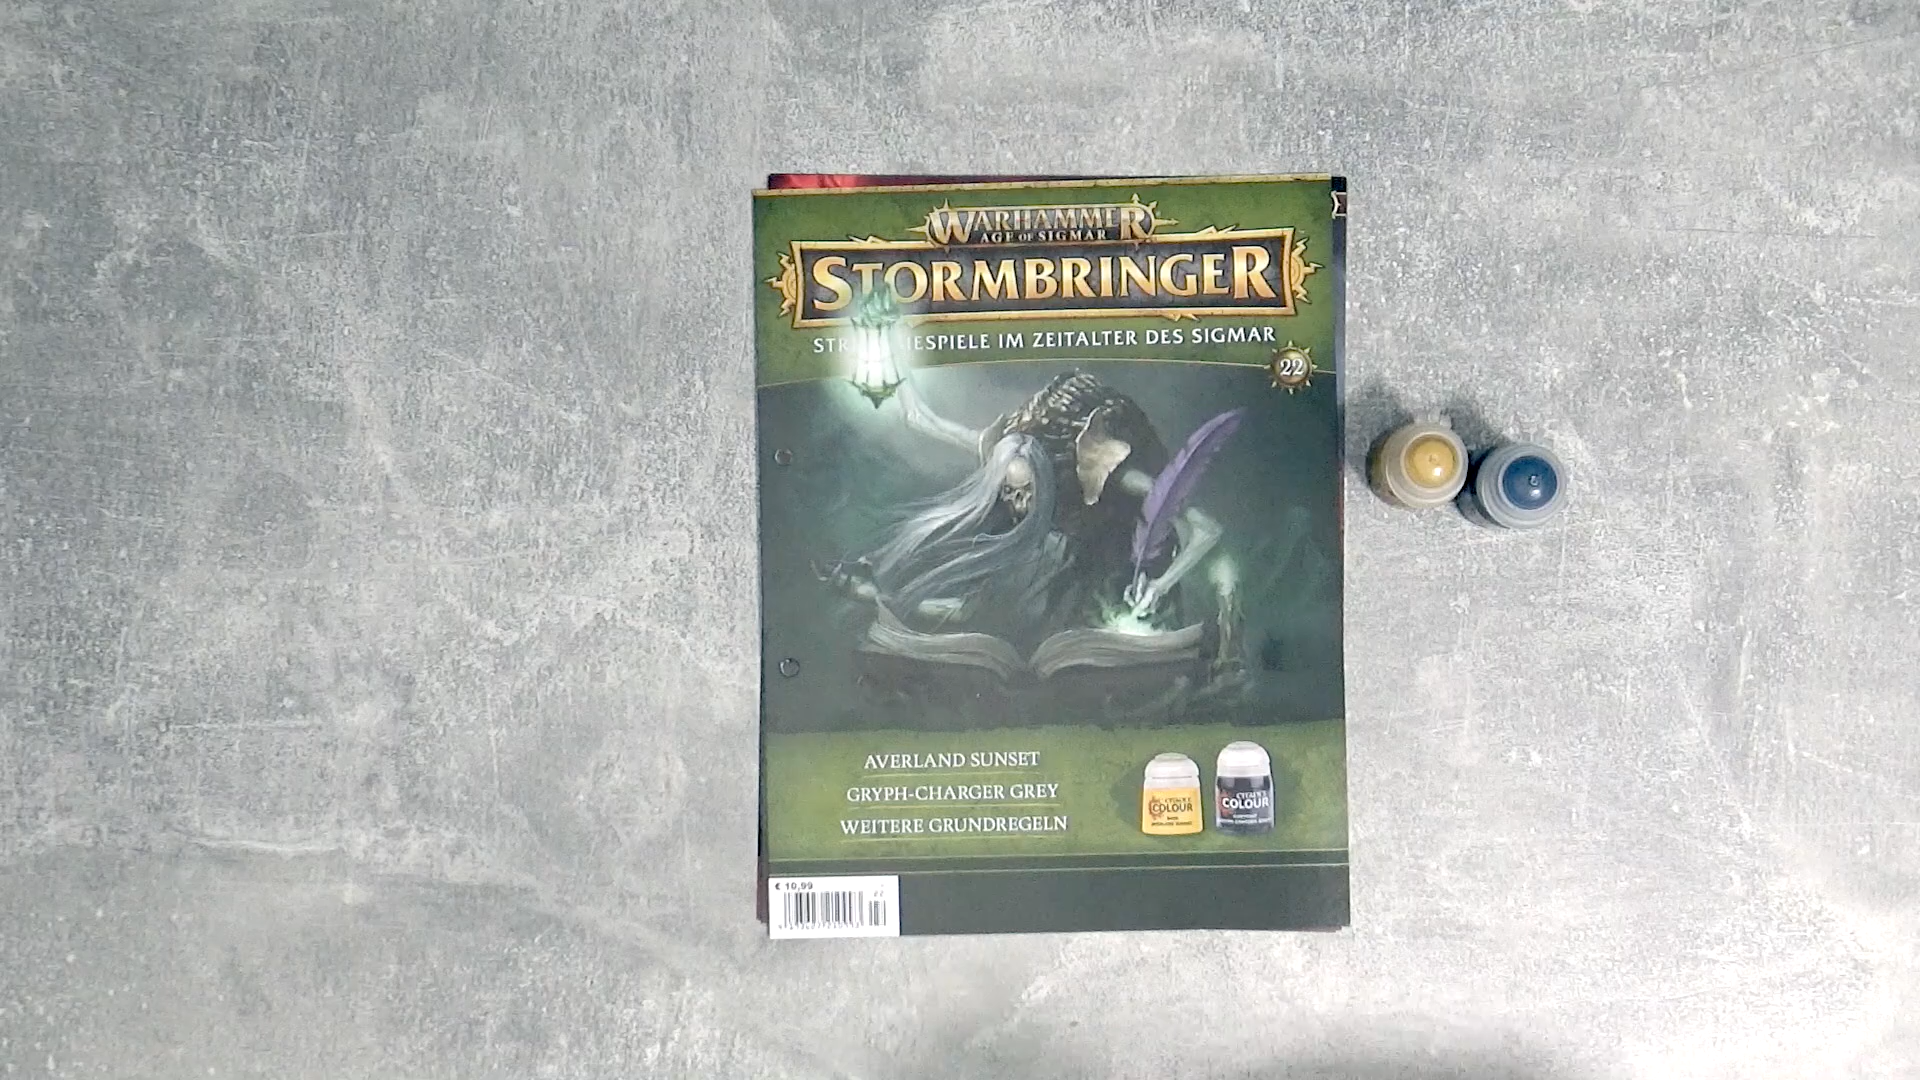 WARHAMMER
AGE OF SIGMAR
STORMBRINGER
STR IESPIELE IM ZEITALTER DES SIGMAR
22
AVERLAND SUNSET
GRYPH-CHARGER GREY
WEITERE GRUNDREGELN
CITADEL
COLOUR
CITADEL
COLOUR
€ 10,99